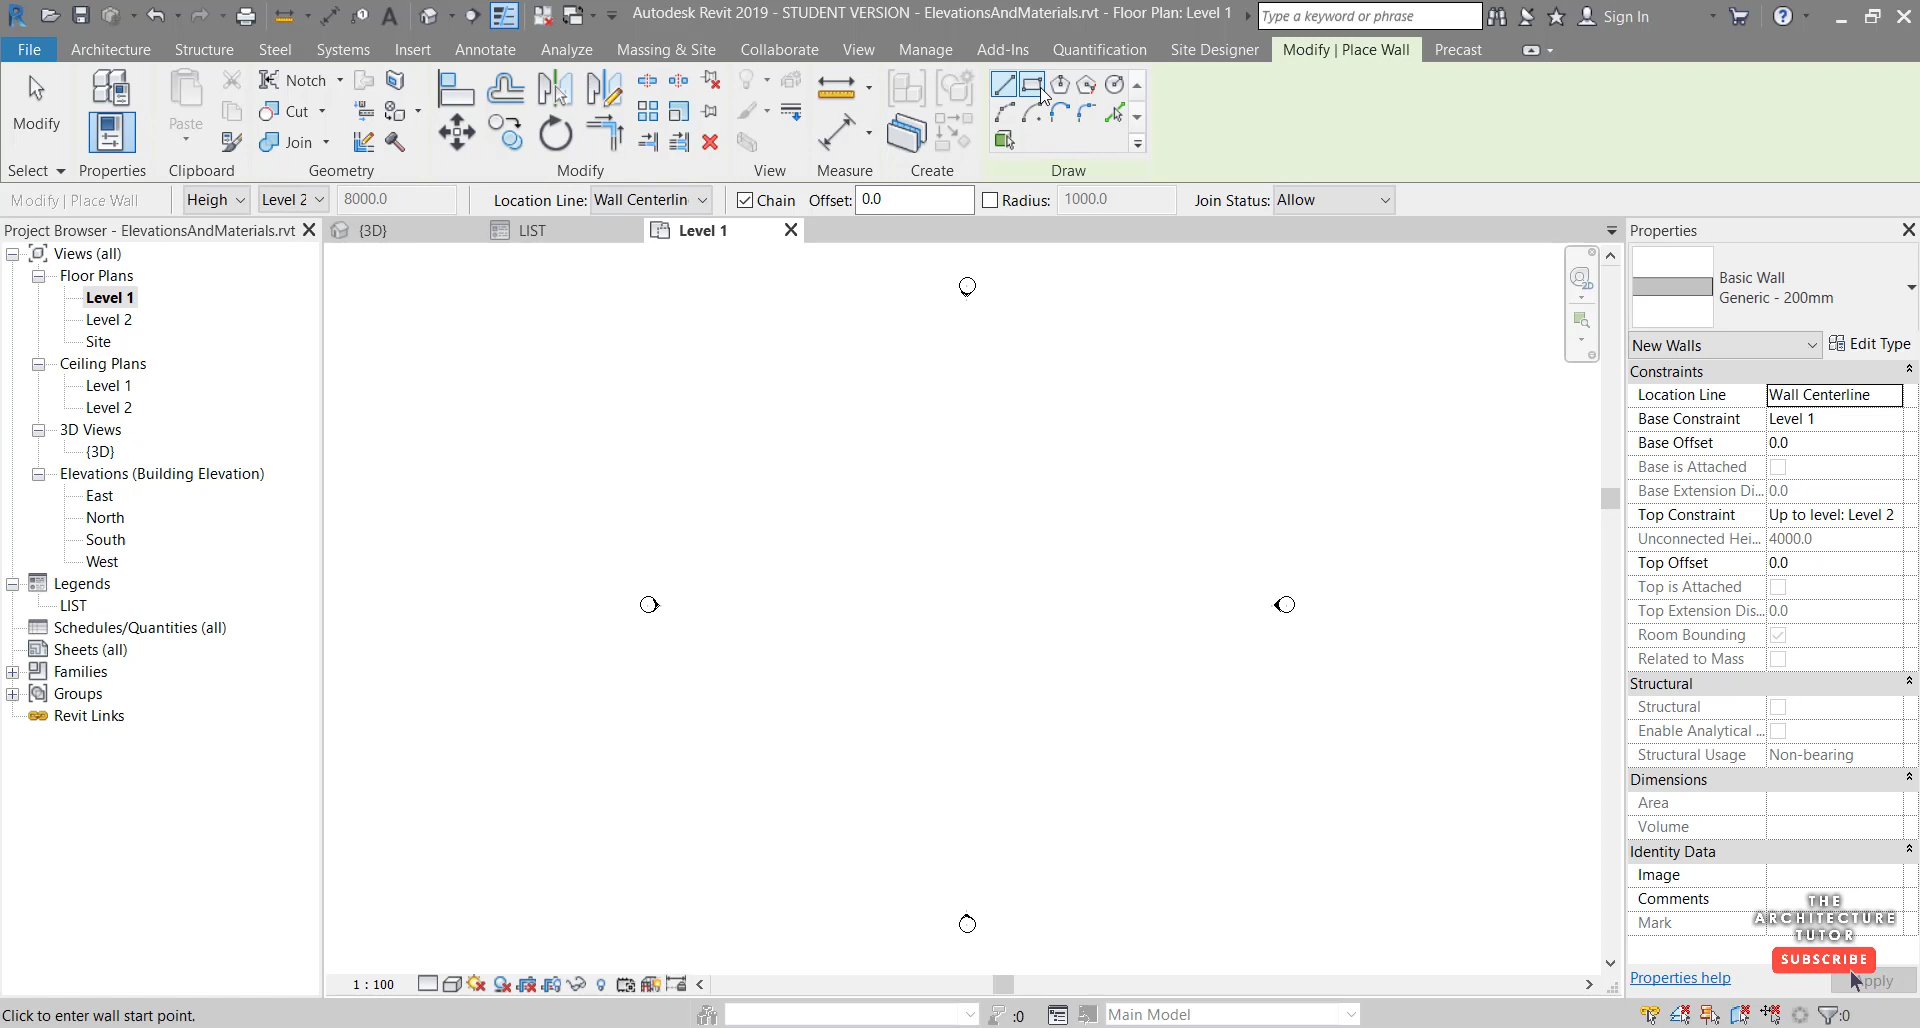 Autodesk Revit 2019 - STUDENT VERSION - ElevationsAndMaterials.rvt - Floor Plan: Level 1
Type a keyword or phrase
Sign In
File Architecture Structure Steel Systems Insert Annotate Analyze Massing & Site Collaborate View Manage Add-Ins Quantification Site Designer Modify | Place Wall Precast
Modify
Paste
Notch
Cut
Join
Select Properties Clipboard Geometry Modify View Measure Create Draw
Modify | Place Wall
Heigh
Level 2
8000.0
Location Line: Wall Centerlin
Chain
Offset: 0.0
Radius: 1000.0
Join Status: Allow
Project Browser - ElevationsAndMaterials.rvt
{3D}
LIST
Level 1
Views (all)
Floor Plans
Level 1
Level 2
Site
Ceiling Plans
Level 1
Level 2
3D Views
{3D}
Elevations (Building Elevation)
East
North
South
West
Legends
LIST
Schedules/Quantities (all)
Sheets (all)
Families
Groups
Revit Links
2D
Properties
Basic Wall
Generic - 200mm
New Walls
Edit Type
Constraints
Location Line Wall Centerline
Base Constraint Level 1
Base Offset 0.0
Base is Attached
Base Extension Di... 0.0
Top Constraint Up to level: Level 2
Unconnected Hei... 4000.0
Top Offset 0.0
Top is Attached
Top Extension Dis... 0.0
Room Bounding
Related to Mass
Structural
Structural
Enable Analytical ...
Structural Usage Non-bearing
Dimensions
Area
Volume
Identity Data
Image
Comments
Mark
THE
ARCHITECTURE
TUTOR
SUBSCRIBE
Properties help
1 : 100
Click to enter wall start point.
:0
Main Model
:0